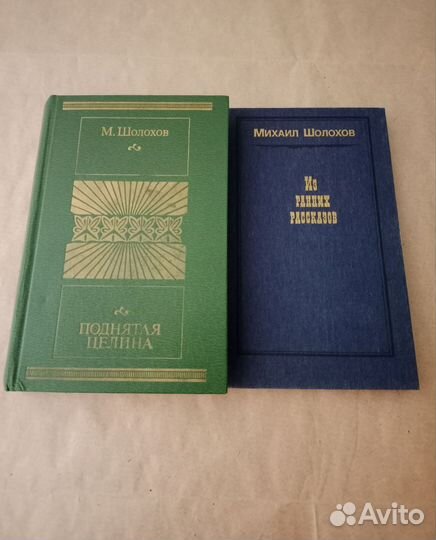 М. Шолохов
ПОДНЯТАЯ
ЦЕЛИНА
Михаил Шолохов
Из
ранних
рассказов
Avito